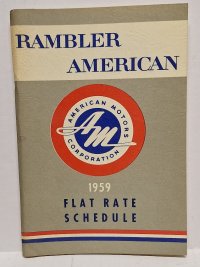 RAMBLER
AMERICAN
AMERICAN MOTORS
AM
CORPORATION
1959
FLAT RATE
SCHEDULE